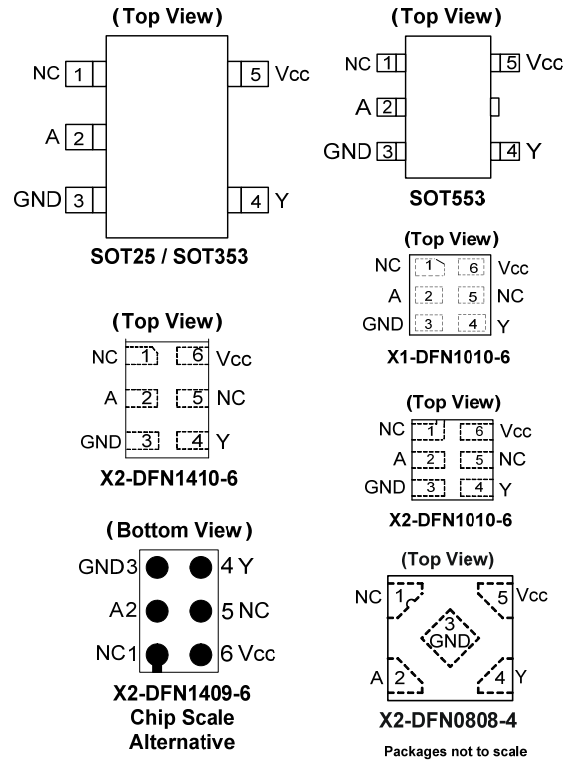 (Top View)
NC 1 5 Vcc
A 2
GND 3 4 Y
SOT25 / SOT353
(Top View)
NC 1 5 Vcc
A 2
GND 3 4 Y
SOT553
(Top View)
NC 1 6 Vcc
A 2 5 NC
GND 3 4 Y
X1-DFN1010-6
(Top View)
NC 1 6 Vcc
A 2 5 NC
GND 3 4 Y
X2-DFN1410-6
(Top View)
NC 1 6 Vcc
A 2 5 NC
GND 3 4 Y
X2-DFN1010-6
(Bottom View)
GND 3 4 Y
A 2 5 NC
NC 1 6 Vcc
X2-DFN1409-6
Chip Scale
Alternative
(Top View)
NC 1 5 Vcc
3
GND
A 2 4 Y
X2-DFN0808-4
Packages not to scale